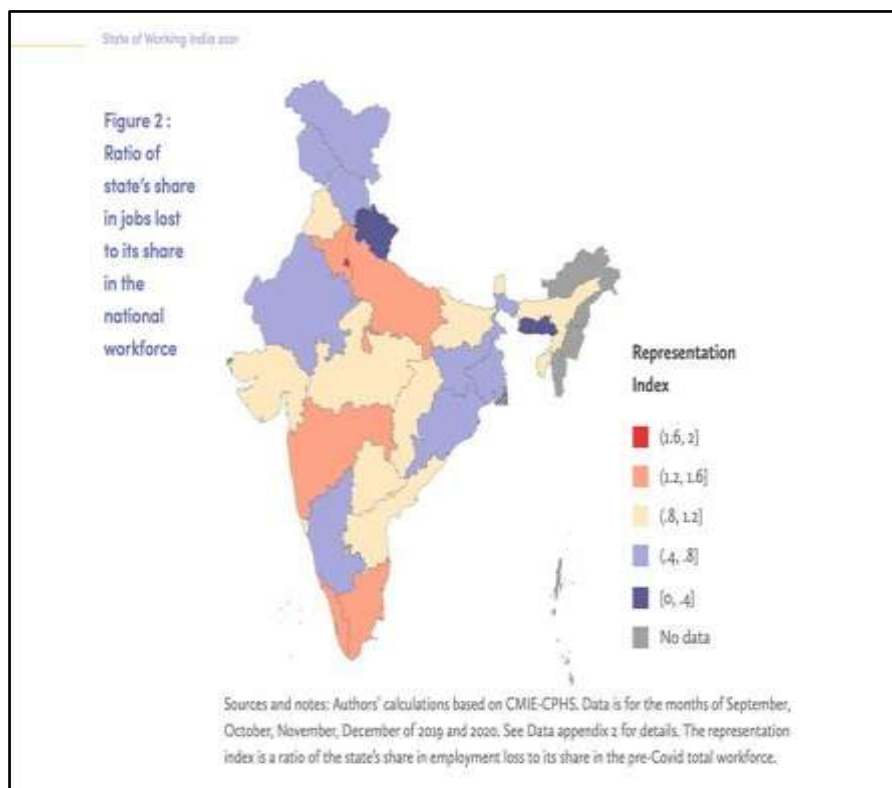 State of Working India 2021
Figure 2 :
Ratio of
state's share
in jobs lost
to its share
in the
national
workforce
Representation
Index
(1.6, 2]
(1.2, 1.6]
(.8, 1.2]
(.4, .8]
[0, .4]
No data
Sources and notes: Authors' calculations based on CMIE-CPHS. Data is for the months of September,
October, November, December of 2019 and 2020. See Data appendix 2 for details. The representation
index is a ratio of the state's share in employment loss to its share in the pre-Covid total workforce.